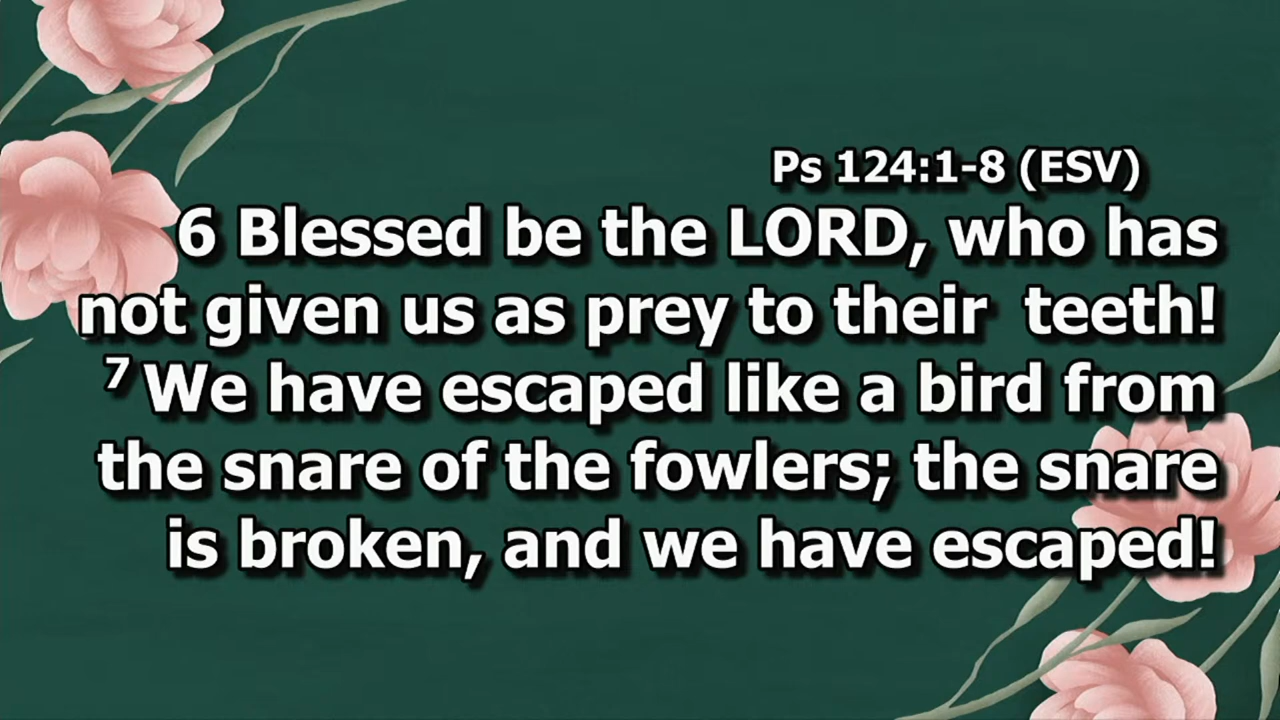 Ps 124:1-8 (ESV)
6 Blessed be the LORD, who has
not given us as prey to their  teeth!
7 We have escaped like a bird from
the snare of the fowlers; the snare
is broken, and we have escaped!